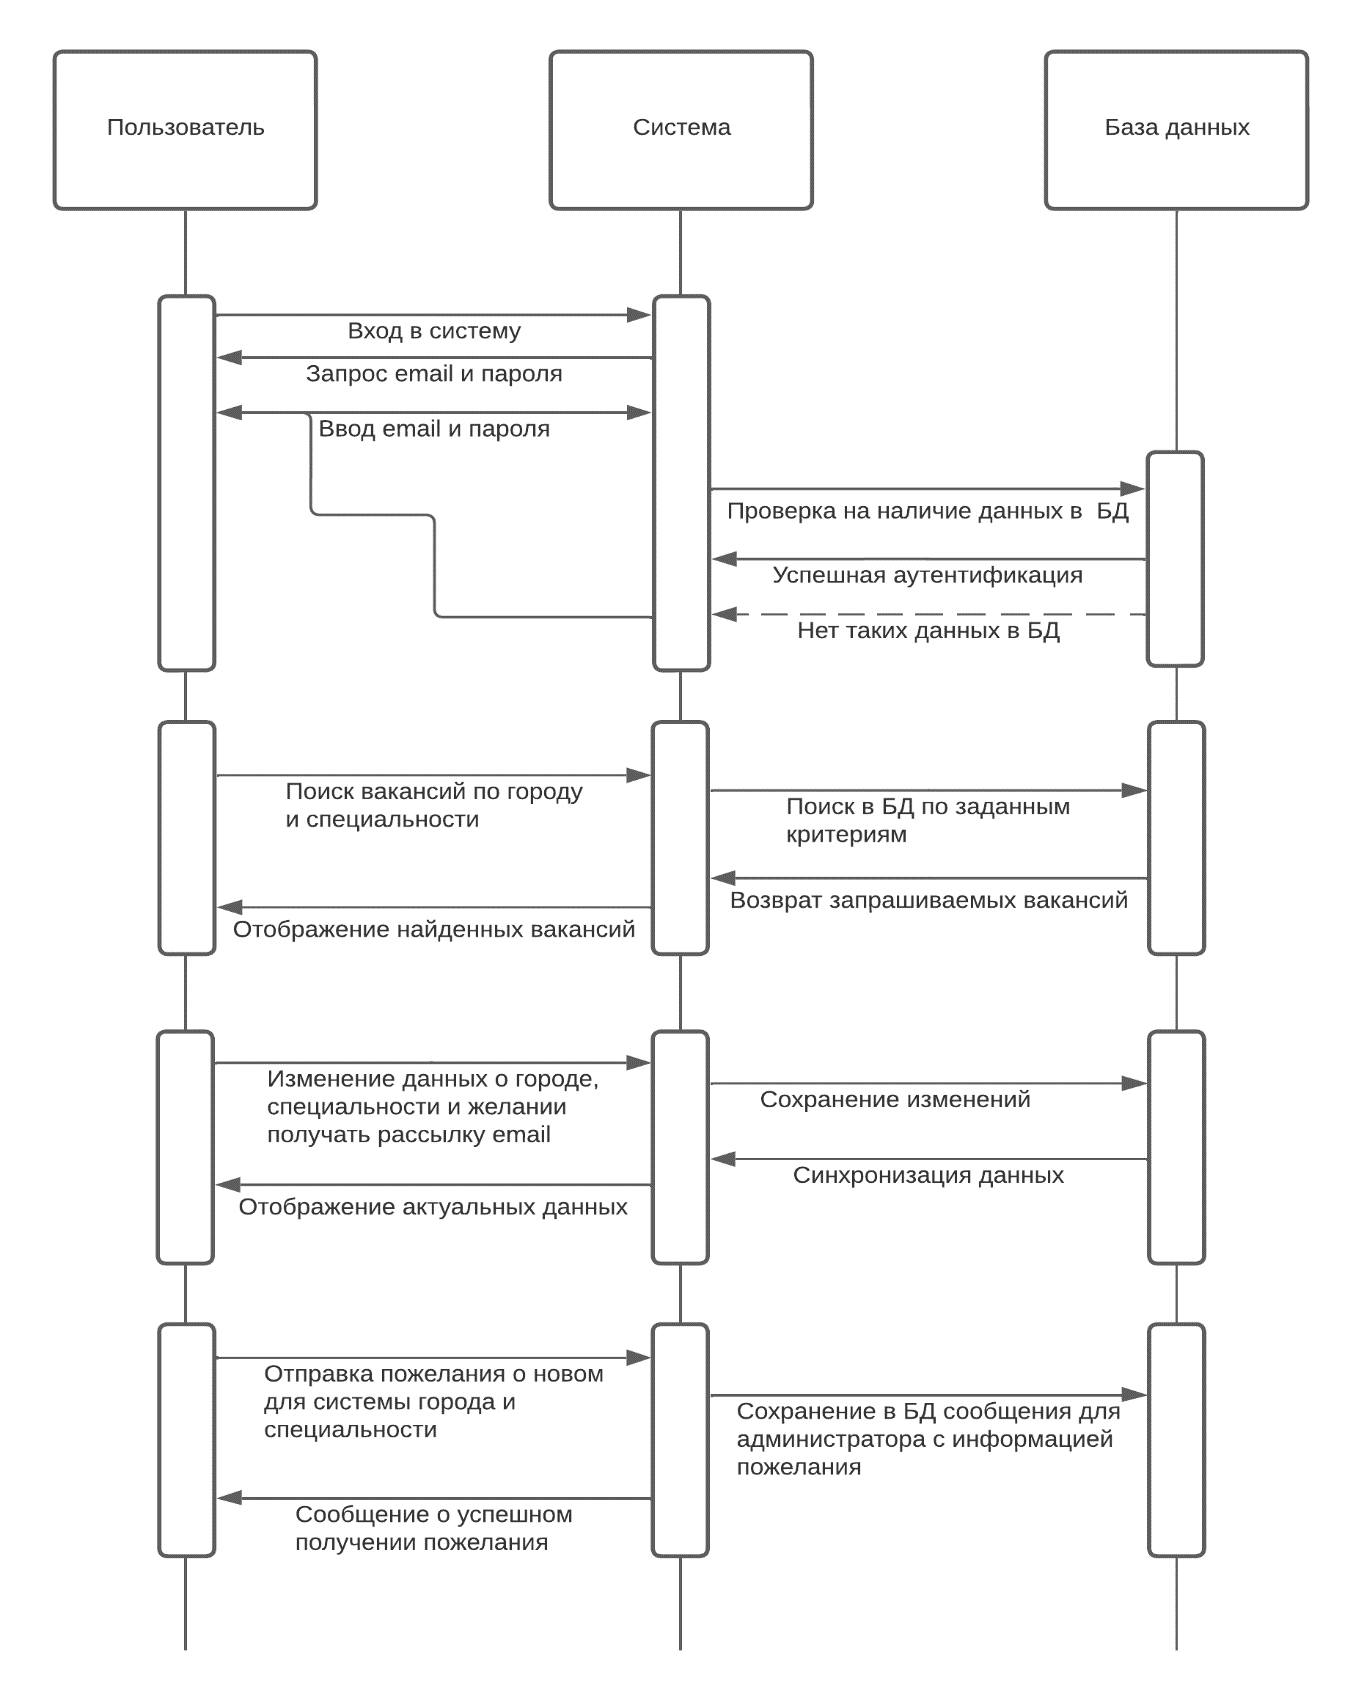 Пользователь
Система
База данных
Вход в систему
Запрос email и пароля
Ввод email и пароля
Проверка на наличие данных в  БД
Успешная аутентификация
Нет таких данных в БД
Поиск вакансий по городу
и специальности
Поиск в БД по заданным
критериям
Возврат запрашиваемых вакансий
Отображение найденных вакансий
Изменение данных о городе,
специальности и желании
получать рассылку email
Сохранение изменений
Синхронизация данных
Отображение актуальных данных
Отправка пожелания о новом
для системы города и
специальности
Сохранение в БД сообщения для
администратора с информацией
пожелания
Сообщение о успешном
получении пожелания